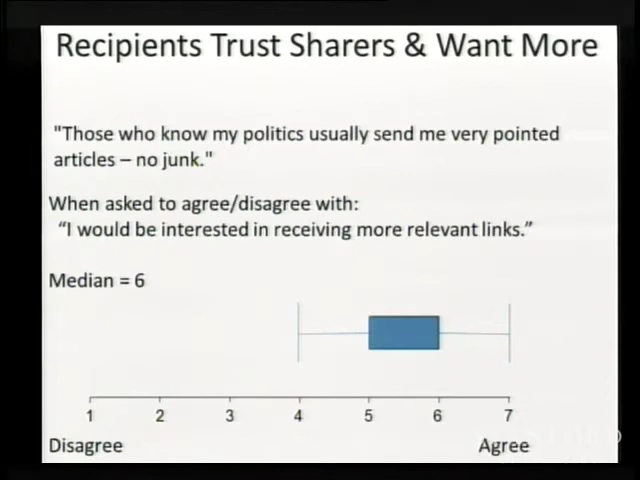 Recipients Trust Sharers & Want More
"Those who know my politics usually send me very pointed
articles – no junk."
When asked to agree/disagree with:
“I would be interested in receiving more relevant links.”
Median = 6
1 2 3 4 5 6 7
Disagree Agree